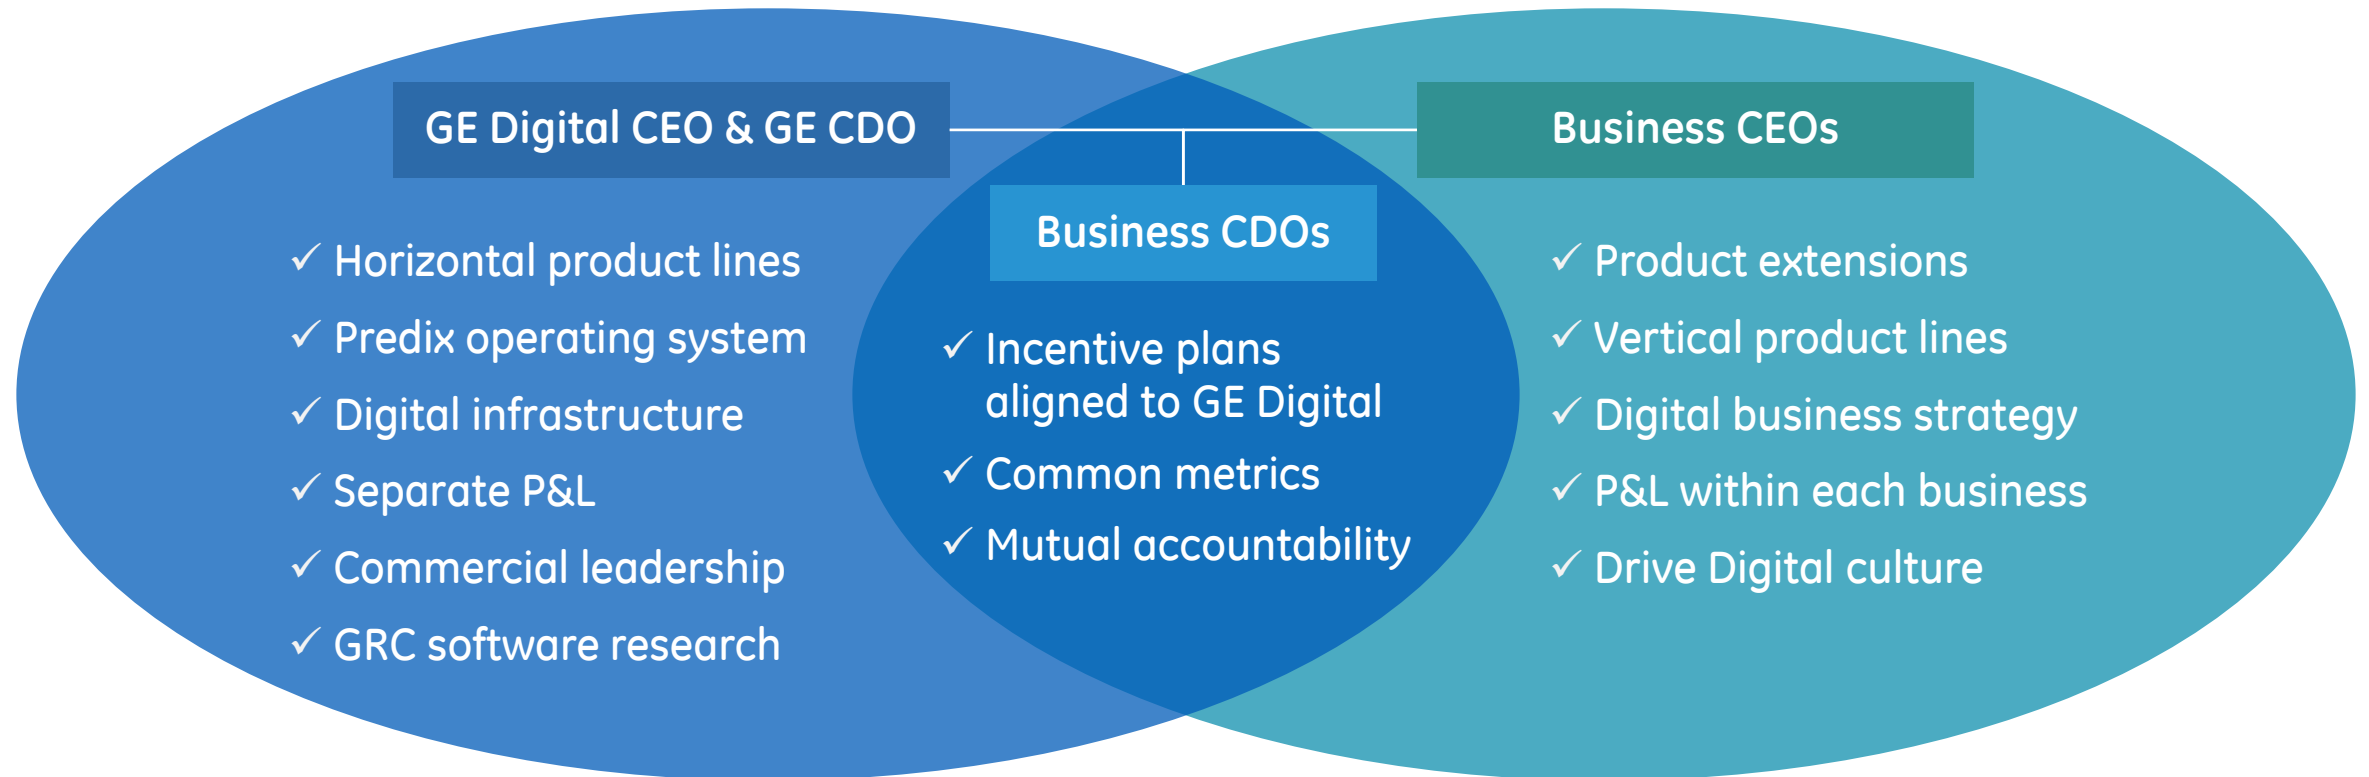 GE Digital CEO & GE CDO
✓ Horizontal product lines
✓ Predix operating system
✓ Digital infrastructure
✓ Separate P&L
✓ Commercial leadership
✓ GRC software research
Business CDOs
✓ Incentive plans
aligned to GE Digital
✓ Common metrics
✓ Mutual accountability
Business CEOs
✓ Product extensions
✓ Vertical product lines
✓ Digital business strategy
✓ P&L within each business
✓ Drive Digital culture